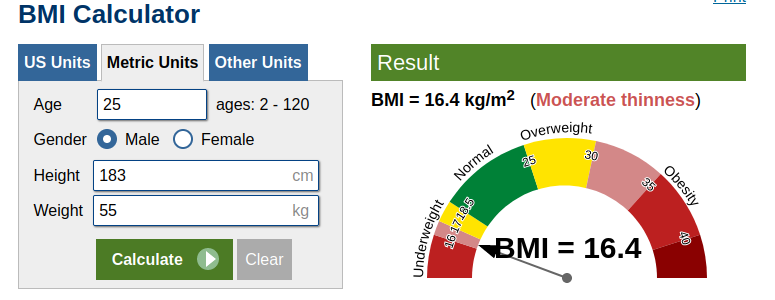 BMI Calculator
Print
US Units Metric Units Other Units
Age 25 ages: 2 - 120
Gender Male Female
Height 183 cm
Weight 55 kg
Calculate Clear
Result
BMI = 16.4 kg/m2 (Moderate thinness)
Underweight
Normal
Overweight
Obesity
16
17
18.5
25
30
35
40
BMI = 16.4